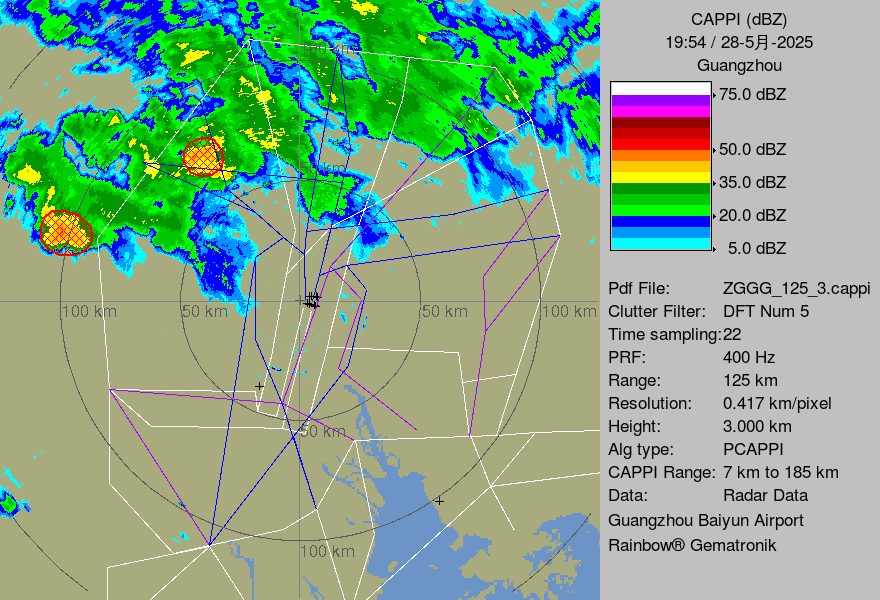 CAPPI (dBZ)
19:54 / 28-5月-2025
Guangzhou
75.0 dBZ
50.0 dBZ
35.0 dBZ
20.0 dBZ
5.0 dBZ
Pdf File: ZGGG_125_3.cappi
Clutter Filter: DFT Num 5
Time sampling:22
PRF: 400 Hz
Range: 125 km
Resolution: 0.417 km/pixel
Height: 3.000 km
Alg type: PCAPPI
CAPPI Range: 7 km to 185 km
Data: Radar Data
Guangzhou Baiyun Airport
Rainbow® Gematronik
100 km
50 km
100 km
50 km
50 km
100 km
50 km
100 km